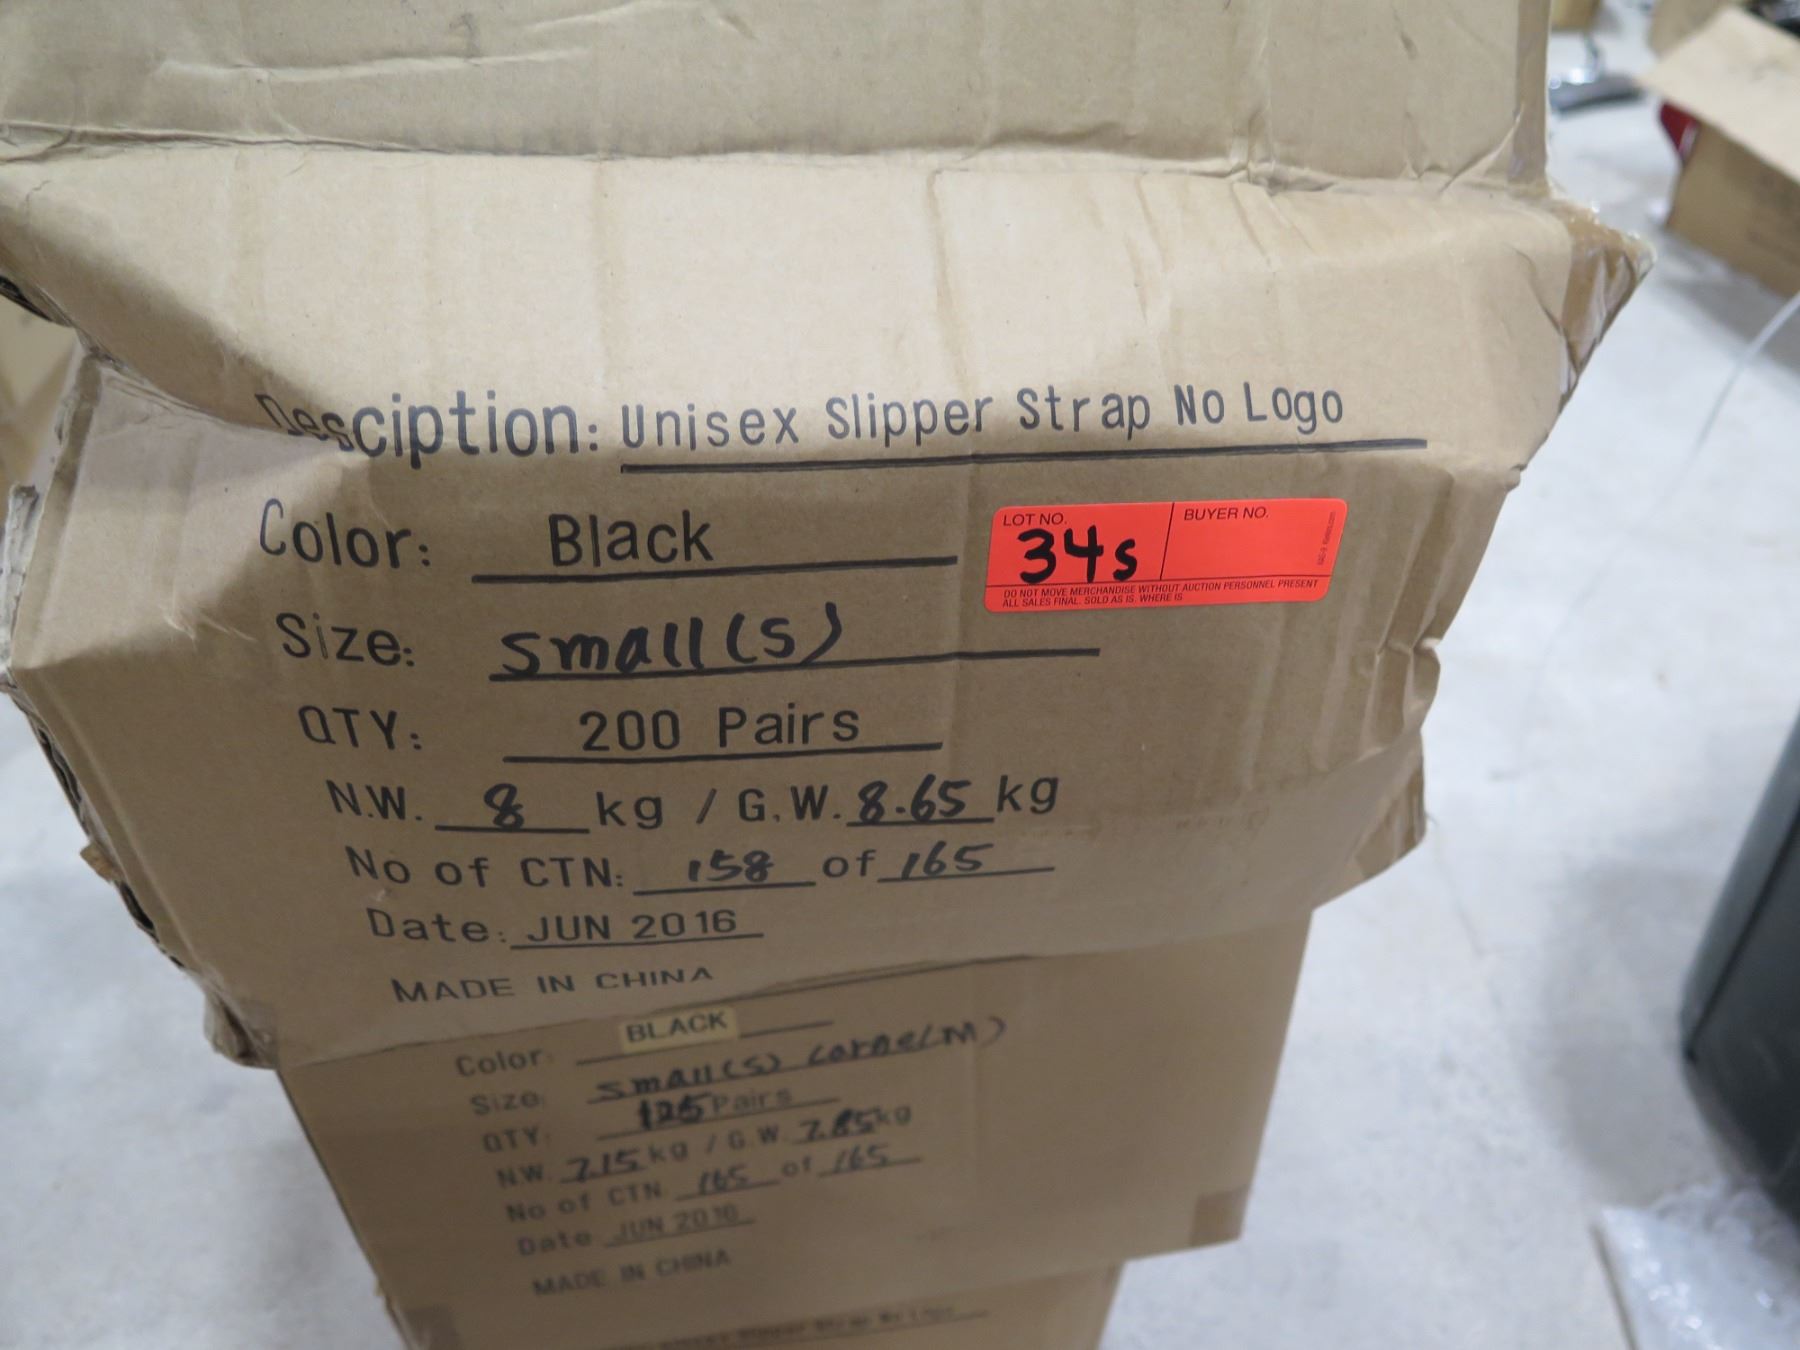 Desciption: Unisex Slipper Strap No Logo
Color: Black
LOT NO. BUYER NO.
34s
DO NOT MOVE MERCHANDISE WITHOUT AUCTION PERSONNEL PRESENT
ALL SALES FINAL. SOLD AS IS. WHERE IS
Size: small(s)
QTY: 200 Pairs
N.W. 8 kg / G.W. 8.65 kg
No of CTN: 158 of 165
Date: JUN 2016
MADE IN CHINA
Color: BLACK
Size: small(s)
QTY: 125 Pairs
N.W. 7.15 kg / G.W. 7.85 kg
No of CTN. 165 of 165
Date JUN 2016
MADE IN CHINA
Slipper Strap No Logo